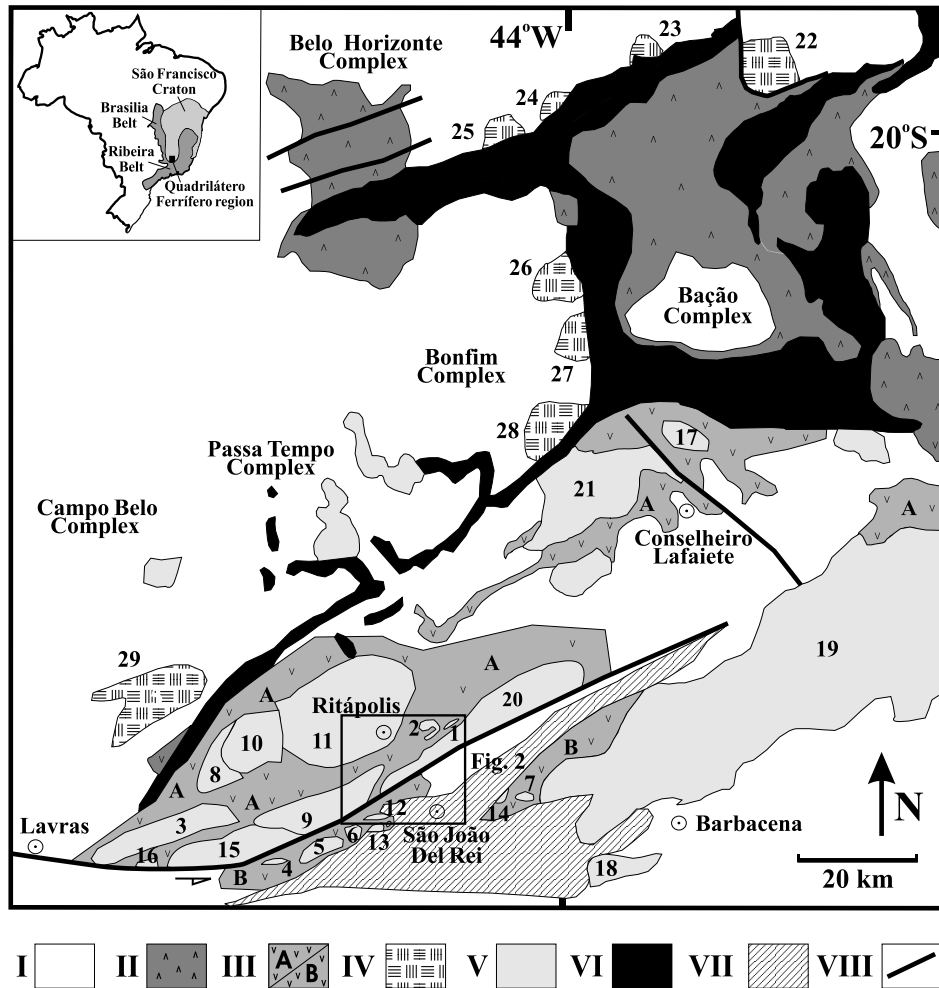 Belo Horizonte
Complex
44°W
23
22
São Francisco
Craton
Brasilia
Belt
Ribeira
Belt
Quadrilátero
Ferrífero region
24
25
20°S
26
Bação
Complex
Bonfim
Complex
27
28
17
Passa Tempo
Complex
21
A
A
Campo Belo
Complex
Conselheiro
Lafaiete
19
29
A
A
20
Ritápolis
2
1
10
11
B
Fig. 2
8
7
A
A
12
14
N
Lavras
3
9
São João
Del Rei
Barbacena
6
13
16
15
5
4
B
18
20 km
I
II
III
A
B
IV
V
VI
VII
VIII